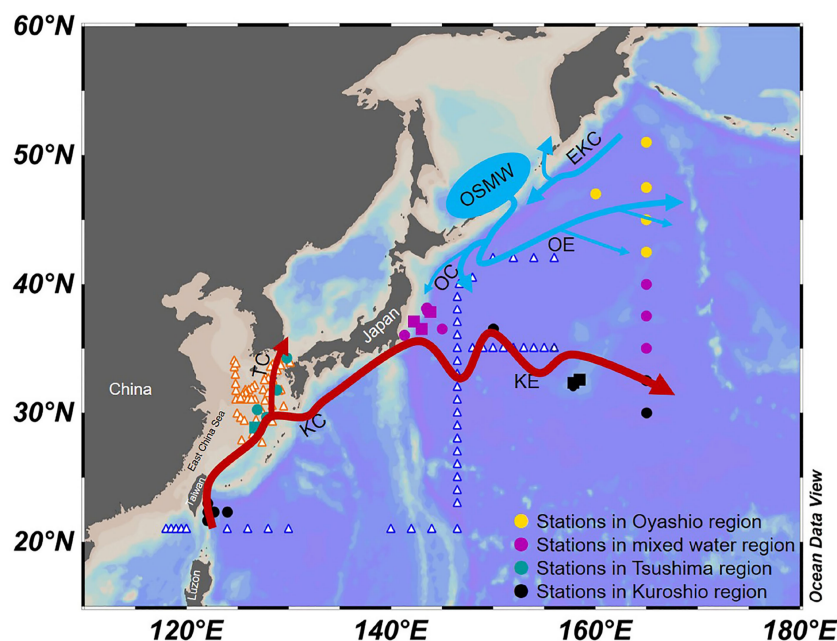 60°N
50°N
40°N
30°N
20°N
120°E
140°E
160°E
180°E
OSMW
EKC
OE
OC
Japan
TC
China
KC
KE
East China Sea
Taiwan
Luzon
Stations in Oyashio region
Stations in mixed water region
Stations in Tsushima region
Stations in Kuroshio region
Ocean Data View